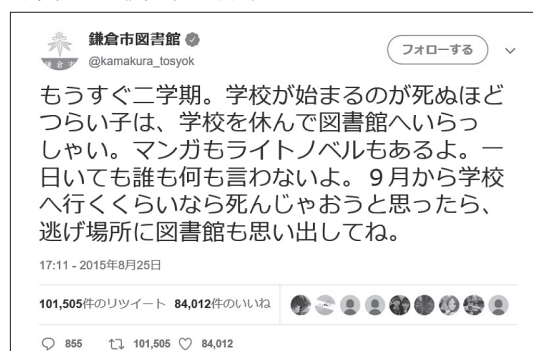 鎌倉市図書館
@kamakura_tosyok
フォローする
もうすぐ二学期。学校が始まるのが死ぬほど
つらい子は、学校を休んで図書館へいらっ
しゃい。マンガもライトノベルもあるよ。一
日いても誰も何も言わないよ。９月から学校
へ行くくらいなら死んじゃおうと思ったら、
逃げ場所に図書館も思い出してね。
17:11 - 2015年8月25日
101,505件のリツイート 84,012件のいいね
855 101,505 84,012